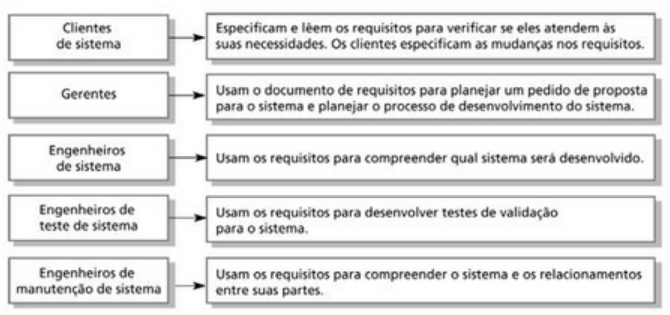 Clientes
de sistema
Especificam e lêem os requisitos para verificar se eles atendem às
suas necessidades. Os clientes especificam as mudanças nos requisitos.
Gerentes
Usam o documento de requisitos para planejar um pedido de proposta
para o sistema e planejar o processo de desenvolvimento do sistema.
Engenheiros
de sistema
Usam os requisitos para compreender qual sistema será desenvolvido.
Engenheiros de
teste de sistema
Usam os requisitos para desenvolver testes de validação
para o sistema.
Engenheiros de
manutenção de sistema
Usam os requisitos para compreender o sistema e os relacionamentos
entre suas partes.